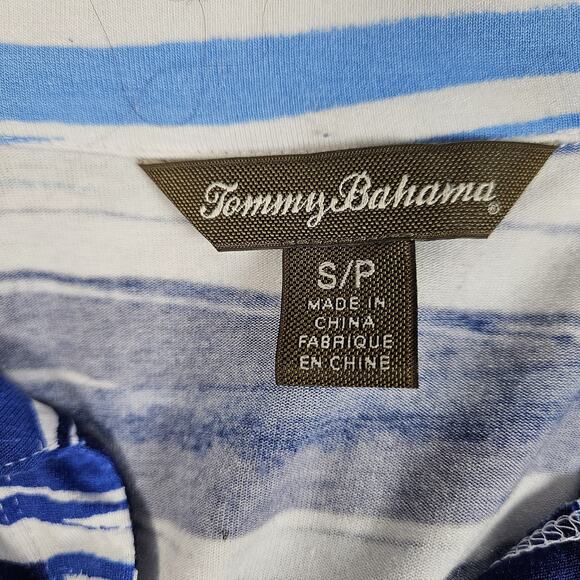 Tommy Bahama®
S/P
MADE IN
CHINA
FABRIQUE
EN CHINE